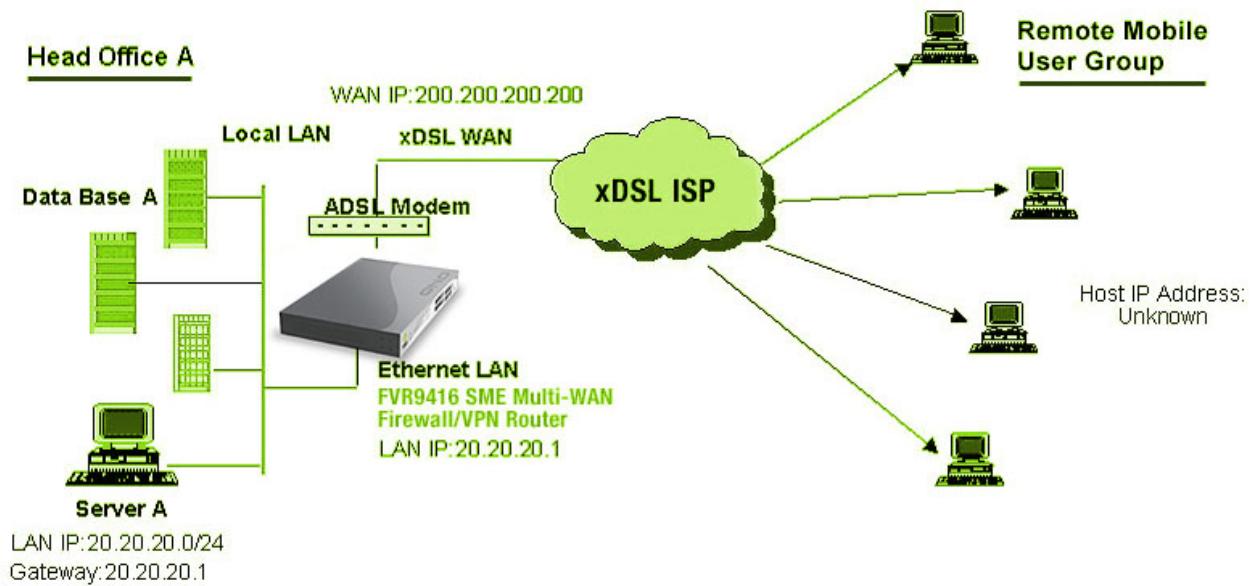 Head Office A
Remote Mobile
User Group
WAN IP:200.200.200.200
Local LAN
xDSL WAN
xDSL ISP
Data Base A
ADSL Modem
Host IP Address:
Unknown
Ethernet LAN
FVR9416 SME Multi-WAN
Firewall/VPN Router
LAN IP:20.20.20.1
Server A
LAN IP:20.20.20.0/24
Gateway:20.20.20.1